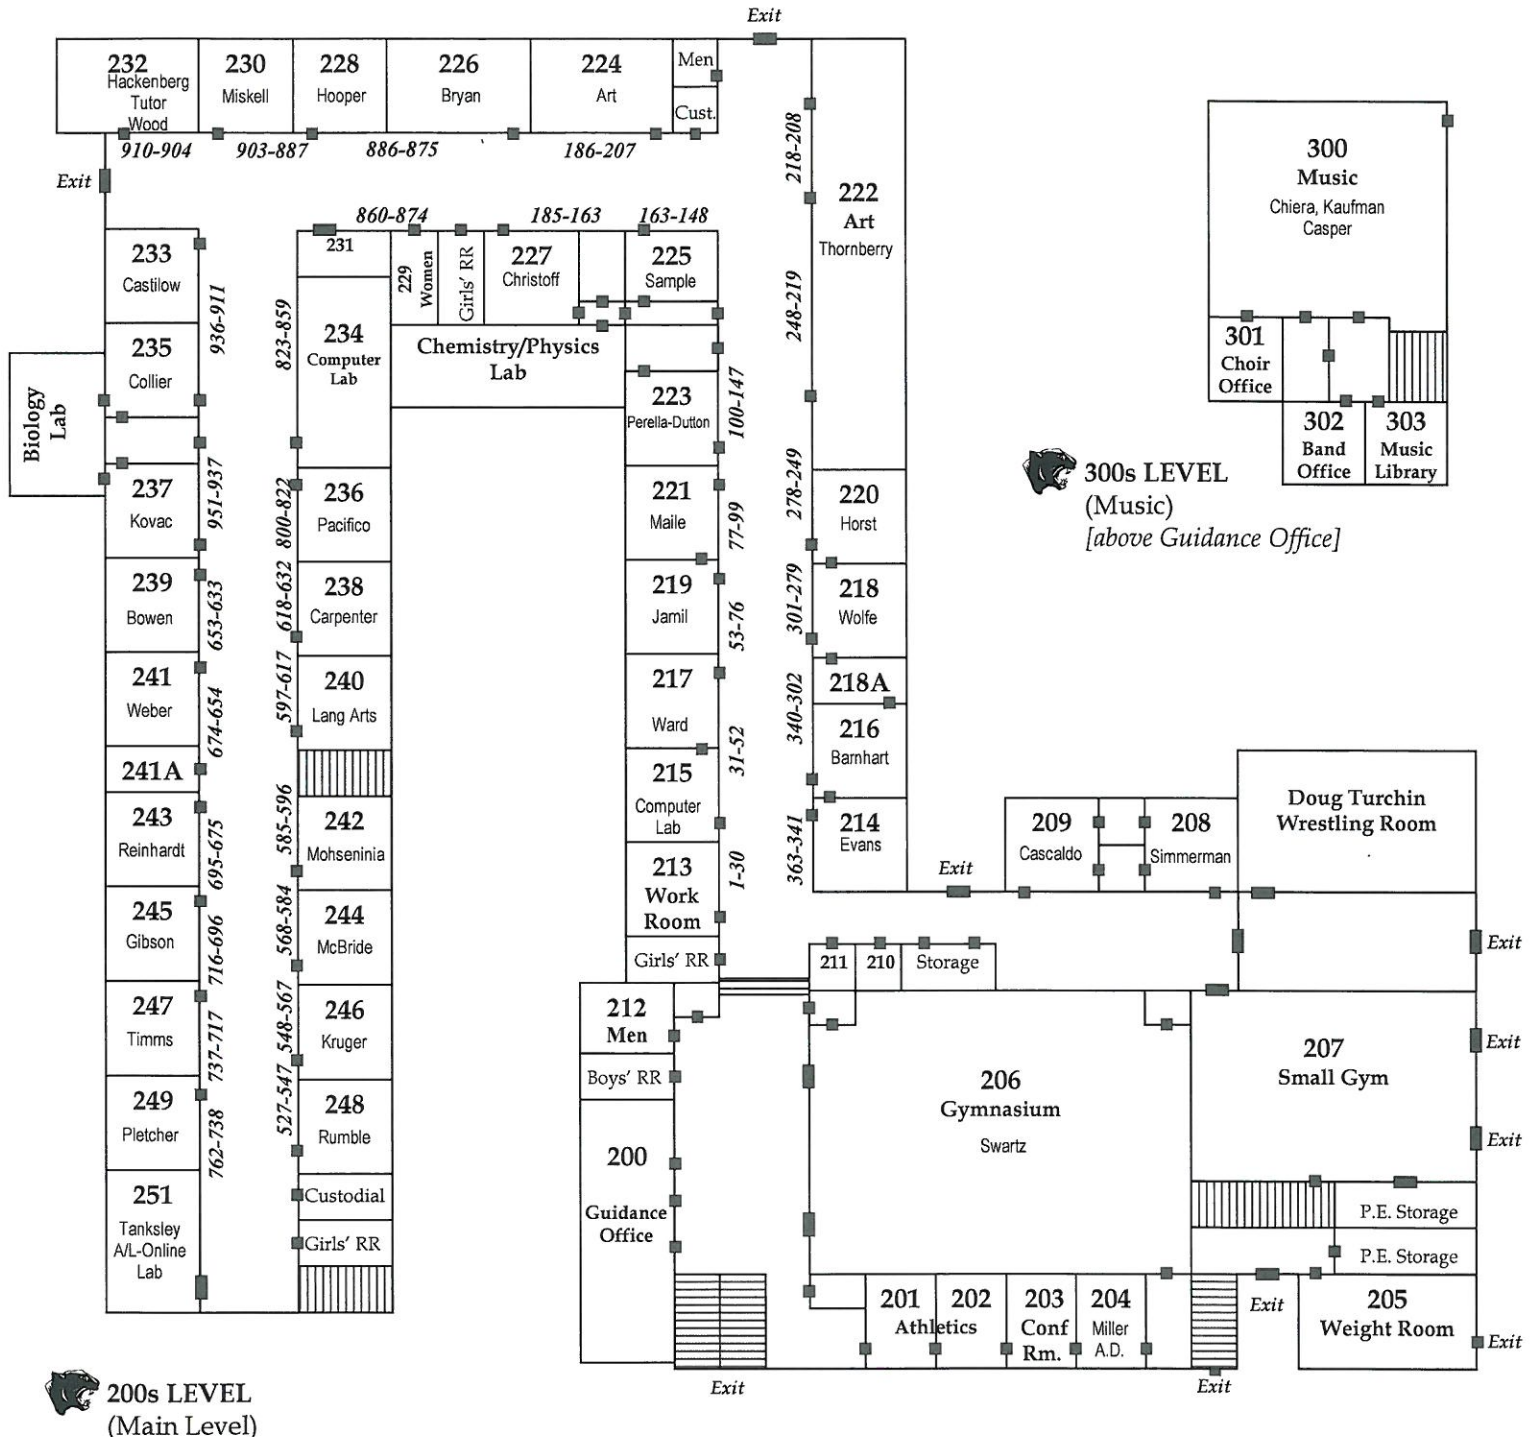 Exit
232
Hackenberg
Tutor
Wood
230
Miskell
228
Hooper
226
Bryan
224
Art
Men
Cust.
910-904
903-887
886-875
186-207
Exit
860-874
185-163
163-148
218-208
222
Art
Thornberry
248-219
233
Castilow
936-911
235
Collier
Biology
Lab
237
Kovac
951-937
239
Bowen
653-633
241
Weber
674-654
241A
243
Reinhardt
695-675
245
Gibson
716-696
247
Timms
737-717
249
Pletcher
762-738
251
Tanksley
A/L-Online
Lab
231
823-859
234
Computer
Lab
229
Women
Girls' RR
227
Christoff
225
Sample
Chemistry/Physics
Lab
800-822
236
Pacifico
618-632
238
Carpenter
597-617
240
Lang Arts
585-596
242
Mohseninia
568-584
244
McBride
548-567
246
Kruger
527-547
248
Rumble
Custodial
Girls' RR
223
Perella-Dutton
100-147
221
Maile
77-99
219
Jamil
53-76
217
Ward
31-52
215
Computer
Lab
213
Work
Room
1-30
Girls' RR
278-249
220
Horst
301-279
218
Wolfe
218A
340-302
216
Barnhart
363-341
214
Evans
300
Music
Chiera, Kaufman
Casper
301
Choir
Office
302
Band
Office
303
Music
Library
300s LEVEL
(Music)
[above Guidance Office]
Exit
209
Cascaldo
208
Simmerman
Doug Turchin
Wrestling Room
Exit
211
210
Storage
212
Men
Boys' RR
200
Guidance
Office
206
Gymnasium
Swartz
207
Small Gym
Exit
Exit
P.E. Storage
P.E. Storage
201
202
Athletics
203
Conf
Rm.
204
Miller
A.D.
Exit
205
Weight Room
Exit
Exit
Exit
200s LEVEL
(Main Level)